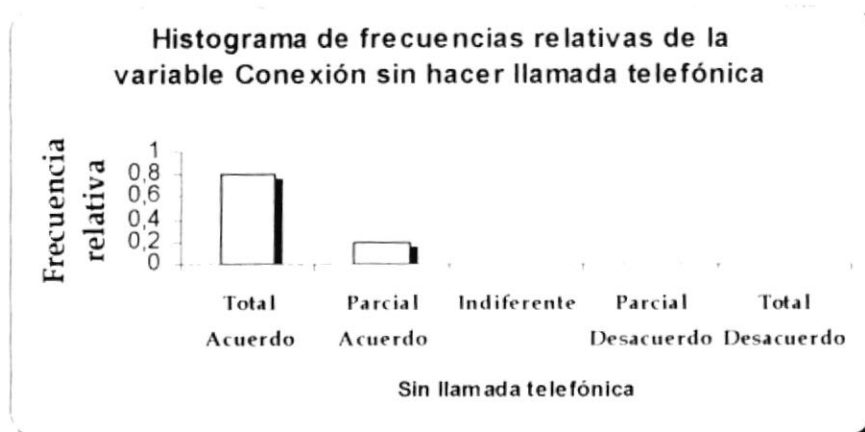 Histograma de frecuencias relativas de la
variable Conexión sin hacer llamada telefónica
Frecuencia
relativa
1
0,8
0,6
0,4
0,2
0
Total
Acuerdo
Parcial
Acuerdo
Indiferente
Parcial
Desacuerdo
Total
Desacuerdo
Sin llamada telefónica